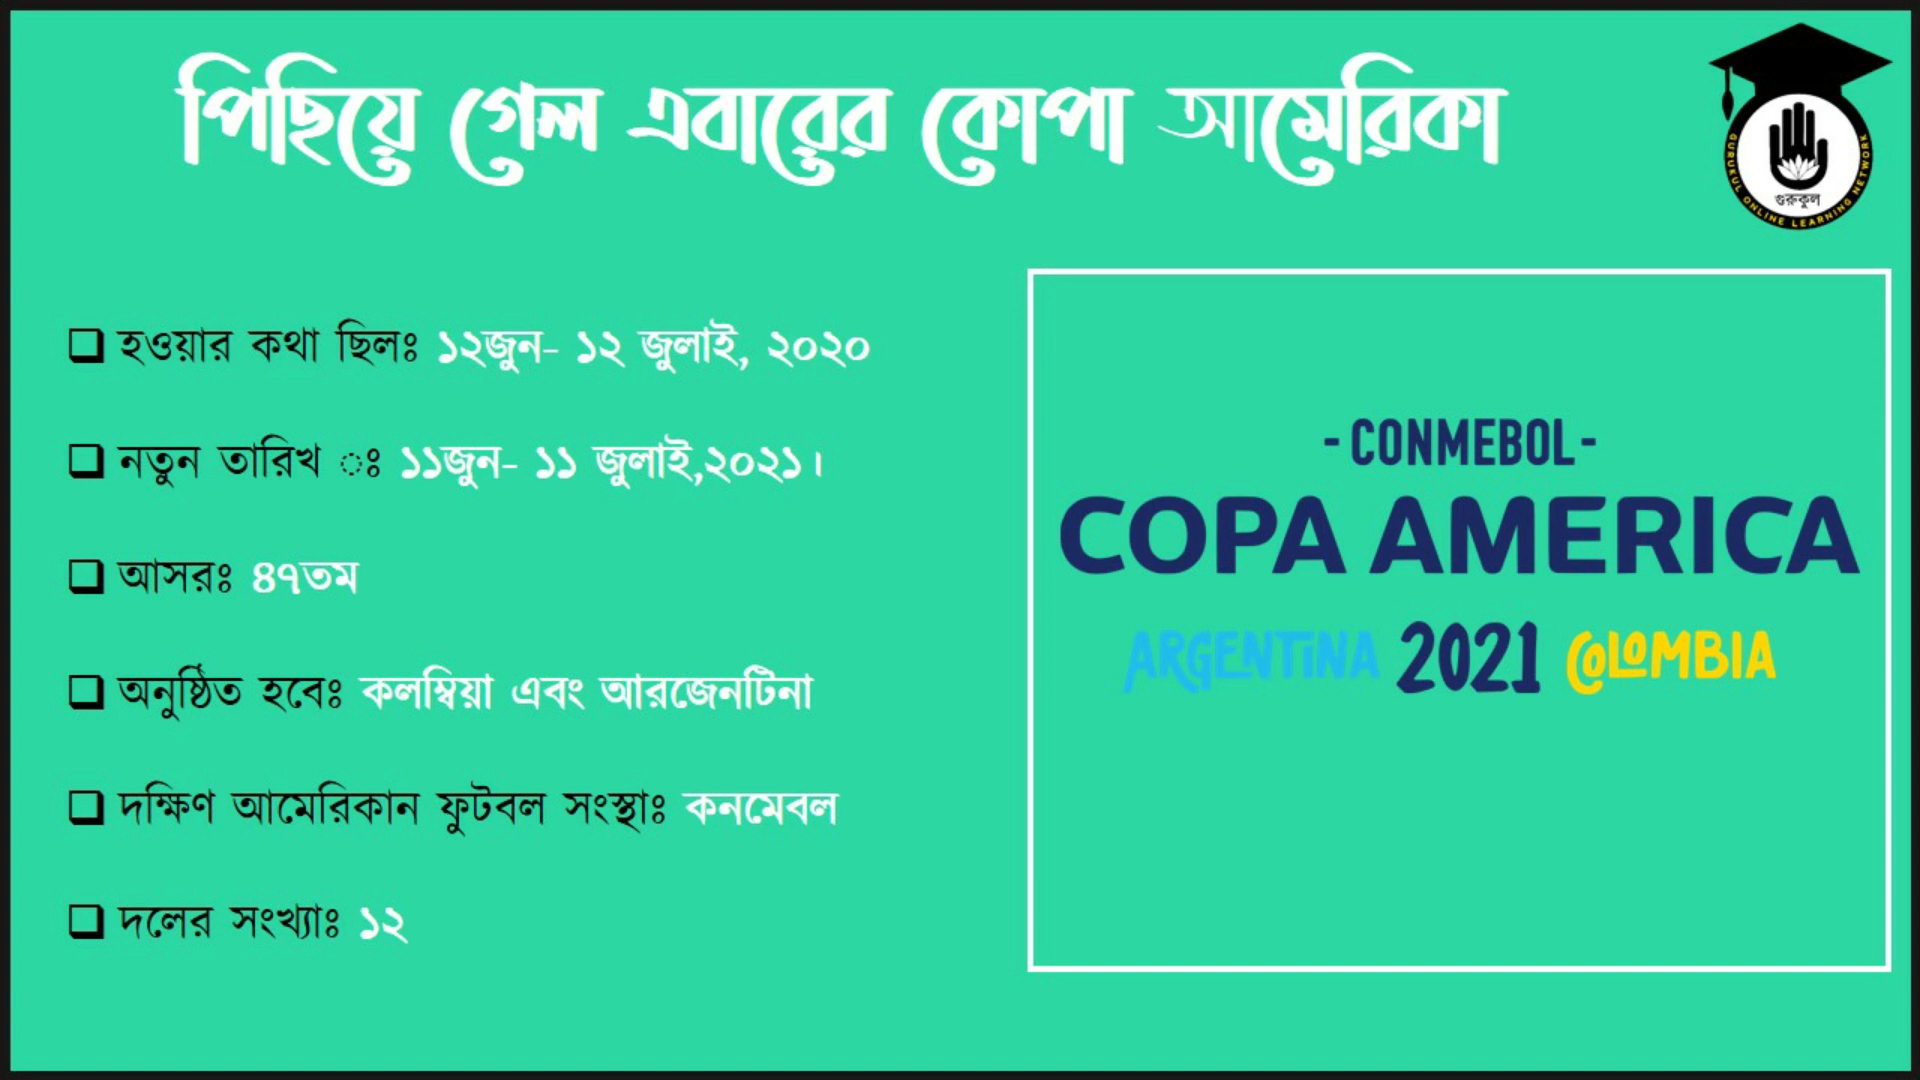 পিছিয়ে গেল এবারের কোপা আমেরিকা
গুরুকুল
GURUKUL ONLINE LEARNING NETWORK
হওয়ার কথা ছিলঃ ১২জুন- ১২ জুলাই, ২০২০
নতুন তারিখ ঃ ১১জুন- ১১ জুলাই,২০২১।
আসরঃ ৪৭তম
অনুষ্ঠিত হবেঃ কলম্বিয়া এবং আরজেনটিনা
দক্ষিণ আমেরিকান ফুটবল সংস্থাঃ কনমেবল
দলের সংখ্যাঃ ১২
-CONMEBOL-
COPA AMERICA
ARGENTINA 2021 COLOMBIA